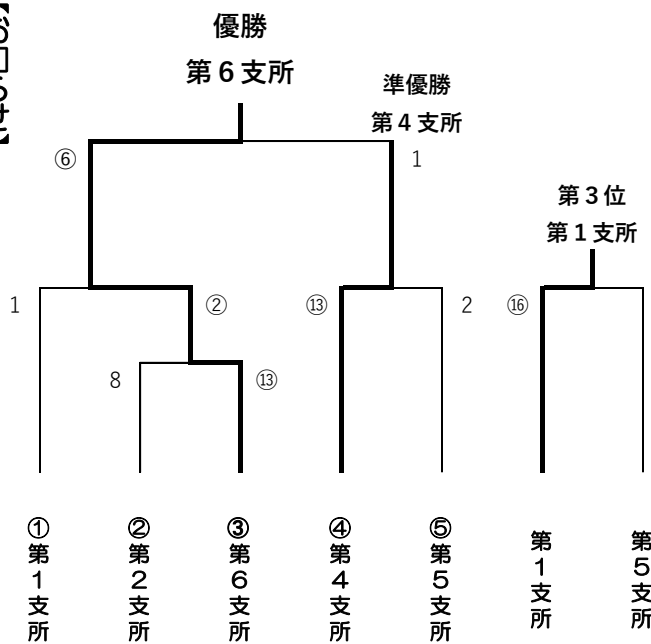 優勝
第６支所
準優勝
第４支所
⑥
1
第３位
第１支所
1
②
⑬
2
⑯
8
⑬
①第１支所
②第２支所
③第６支所
④第４支所
⑤第５支所
第１支所
第５支所